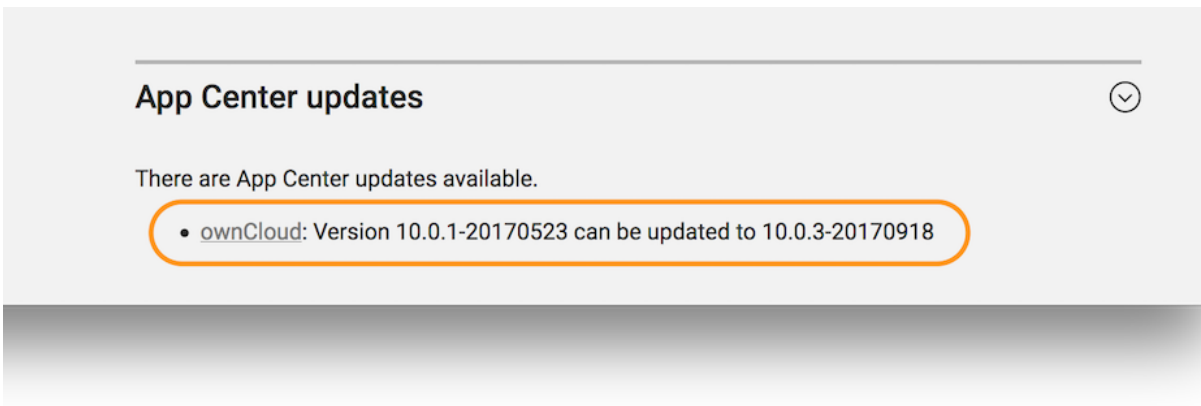 App Center updates
There are App Center updates available.
• ownCloud: Version 10.0.1-20170523 can be updated to 10.0.3-20170918